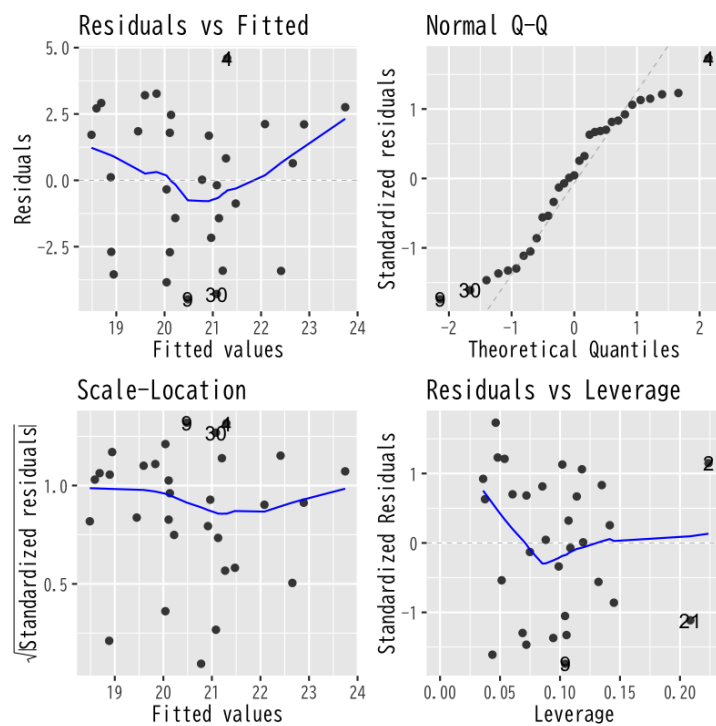 Residuals vs Fitted
Residuals
5.0
2.5
0.0
−2.5
4
9
30
19 20 21 22 23 24
Fitted values
Normal Q−Q
Standardized residuals
1
0
−1
4
30
9
−2 −1 0 1 2
Theoretical Quantiles
Scale−Location
√|Standardized residuals|
1.0
0.5
9
4
30
19 20 21 22 23 24
Fitted values
Residuals vs Leverage
Standardized Residuals
1
0
−1
2
21
9
0.00 0.05 0.10 0.15 0.20
Leverage